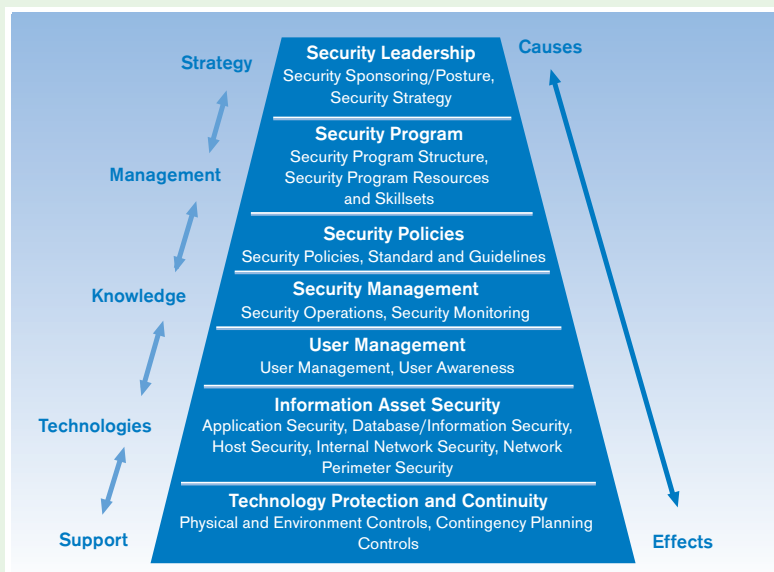 Strategy
Causes
Security Leadership
Security Sponsoring/Posture,
Security Strategy
Management
Security Program
Security Program Structure,
Security Program Resources
and Skillsets
Security Policies
Security Policies, Standard and Guidelines
Knowledge
Security Management
Security Operations, Security Monitoring
User Management
User Management, User Awareness
Technologies
Information Asset Security
Application Security, Database/Information Security,
Host Security, Internal Network Security, Network
Perimeter Security
Technology Protection and Continuity
Physical and Environment Controls, Contingency Planning
Controls
Support
Effects